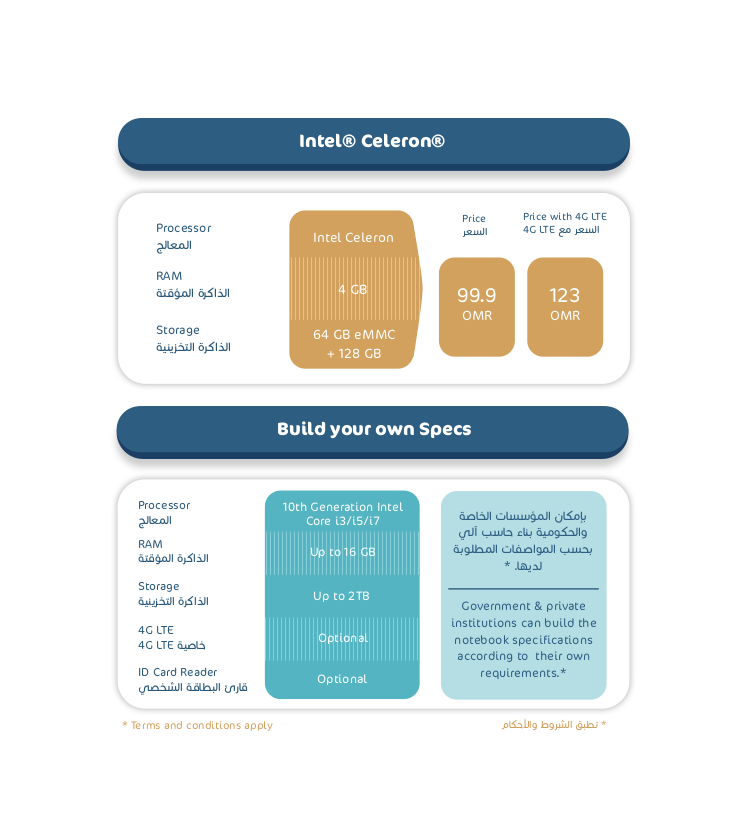 Intel® Celeron®
Processor
المعالج
RAM
الذاكرة المؤقتة
Storage
الذاكرة التخزينية
Intel Celeron
4 GB
64 GB eMMC
+ 128 GB
Price
السعر
99.9
OMR
Price with 4G LTE
السعر مع 4G LTE
123
OMR
Build your own Specs
Processor
المعالج
RAM
الذاكرة المؤقتة
Storage
الذاكرة التخزينية
4G LTE
خاصية 4G LTE
ID Card Reader
قارئ البطاقة الشخصي
10th Generation Intel
Core i3/i5/i7
Up to 16 GB
Up to 2TB
Optional
Optional
بإمكان المؤسسات الخاصة
والحكومية بناء حاسب آلي
بحسب المواصفات المطلوبة
لديها. *
Government & private
institutions can build the
notebook specifications
according to  their own
requirements.*
* Terms and conditions apply
* تطبق الشروط والأحكام